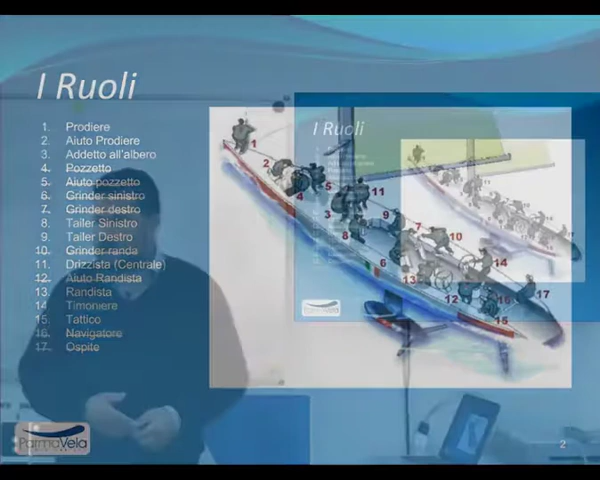 I Ruoli
1. Prodiere
2. Aiuto Prodiere
3. Addetto all'albero
4. Pozzetto
5. Aiuto pozzetto
6. Grinder sinistro
7. Grinder destro
8. Tailer Sinistro
9. Tailer Destro
10. Grinder randa
11. Drizzista (Centrale)
12. Aiuto Randista
13. Randista
14. Timoniere
15. Tattico
16. Navigatore
17. Ospite
I Ruoli
1
2
5
11
4
3
9
7
8
10
6
14
13
12
16
17
15
ParmaVela
2